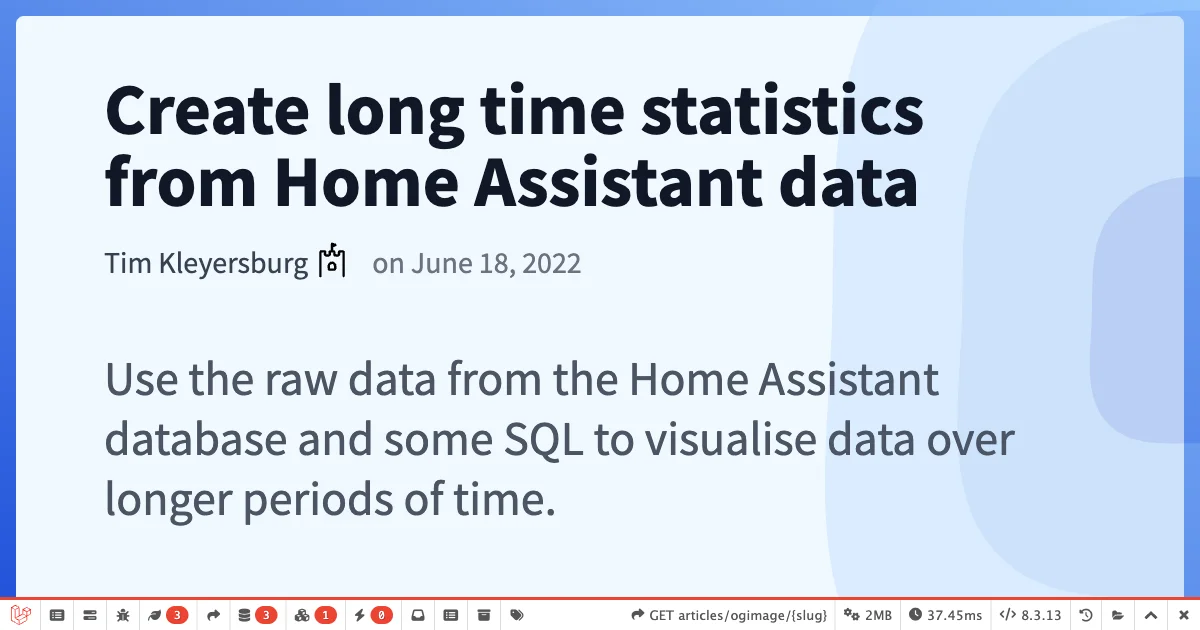 Create long time statistics
from Home Assistant data
Tim Kleyersburg on June 18, 2022
Use the raw data from the Home Assistant
database and some SQL to visualise data over
longer periods of time.
3 3 1 0 GET articles/ogimage/{slug} 2MB 37.45ms 8.3.13